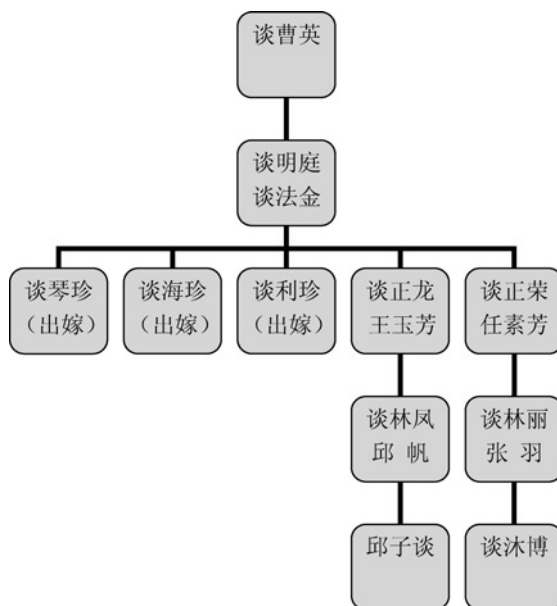 谈曹英
谈明庭
谈法金
谈琴珍
（出嫁）
谈海珍
（出嫁）
谈利珍
（出嫁）
谈正龙
王玉芳
谈正荣
任素芳
谈林凤
邱 帆
谈林丽
张 羽
邱子谈
谈沐博